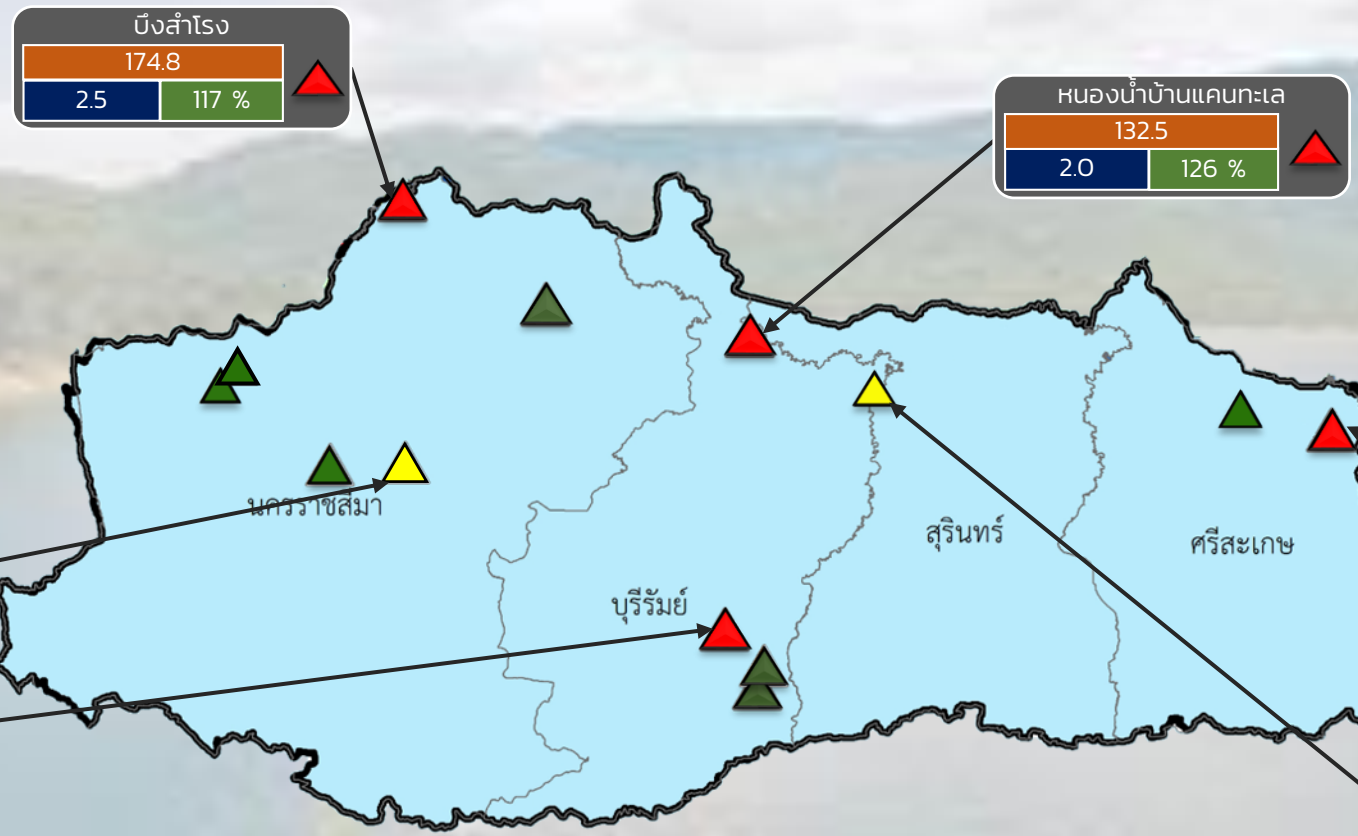 บึงสำโรง
174.8
2.5 117 %
หนองน้ำบ้านแคนทะเล
132.5
2.0 126 %
นครราชสีมา
สุรินทร์
ศรีสะเกษ
บุรีรัมย์